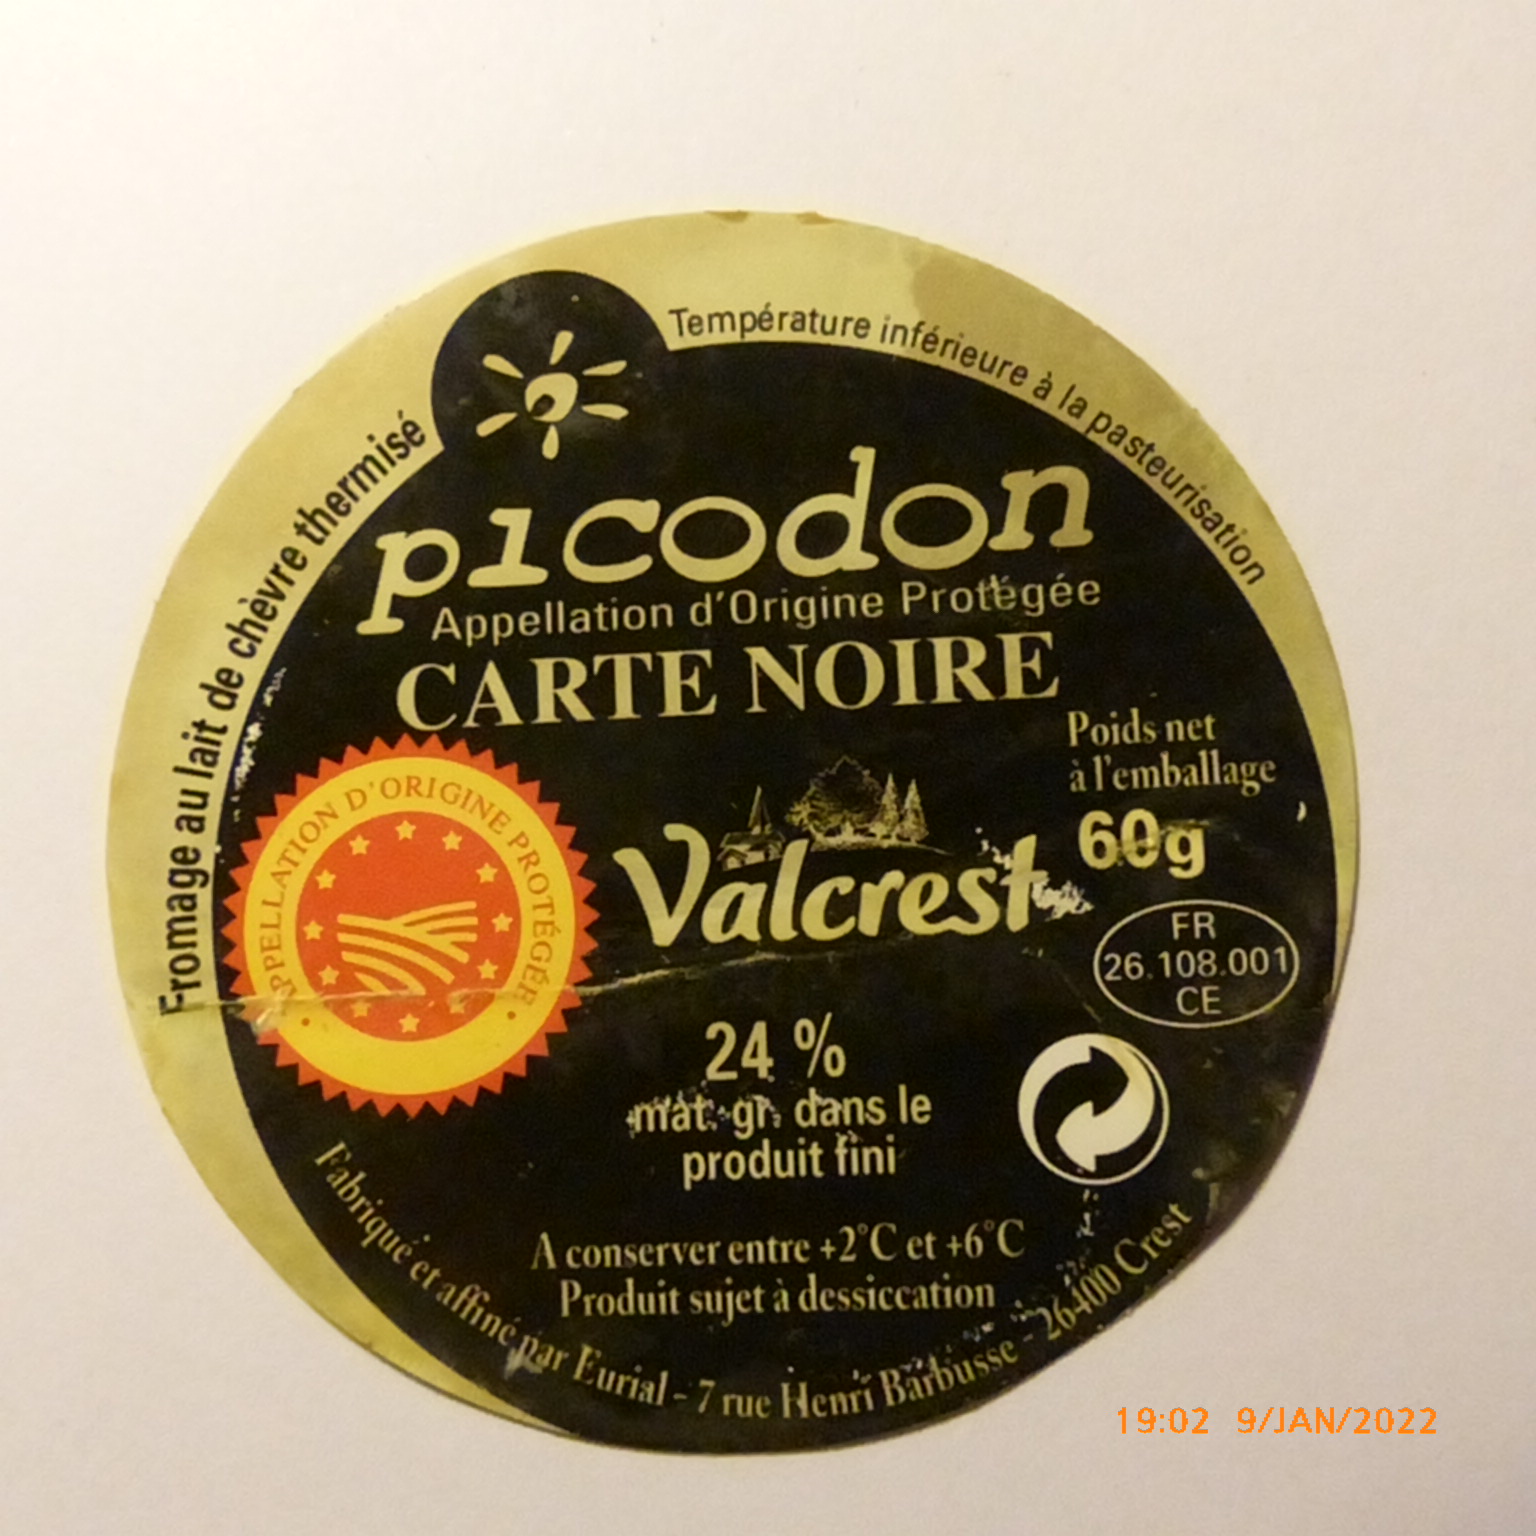 Température inférieure à la pasteurisation
Fromage au lait de chèvre thermisé
picodon
Appellation d'Origine Protégée
CARTE NOIRE
Poids net
à l'emballage
60g
APPELLATION D'ORIGINE PROTÉGÉE
Valcrest
FR
26.108.001
CE
24 %
mat. gr. dans le
produit fini
A conserver entre +2°C et +6°C
Produit sujet à dessiccation
Fabriqué et affiné par Eurial - 7 rue Henri Barbusse - 26400 Crest
19:02 9/JAN/2022